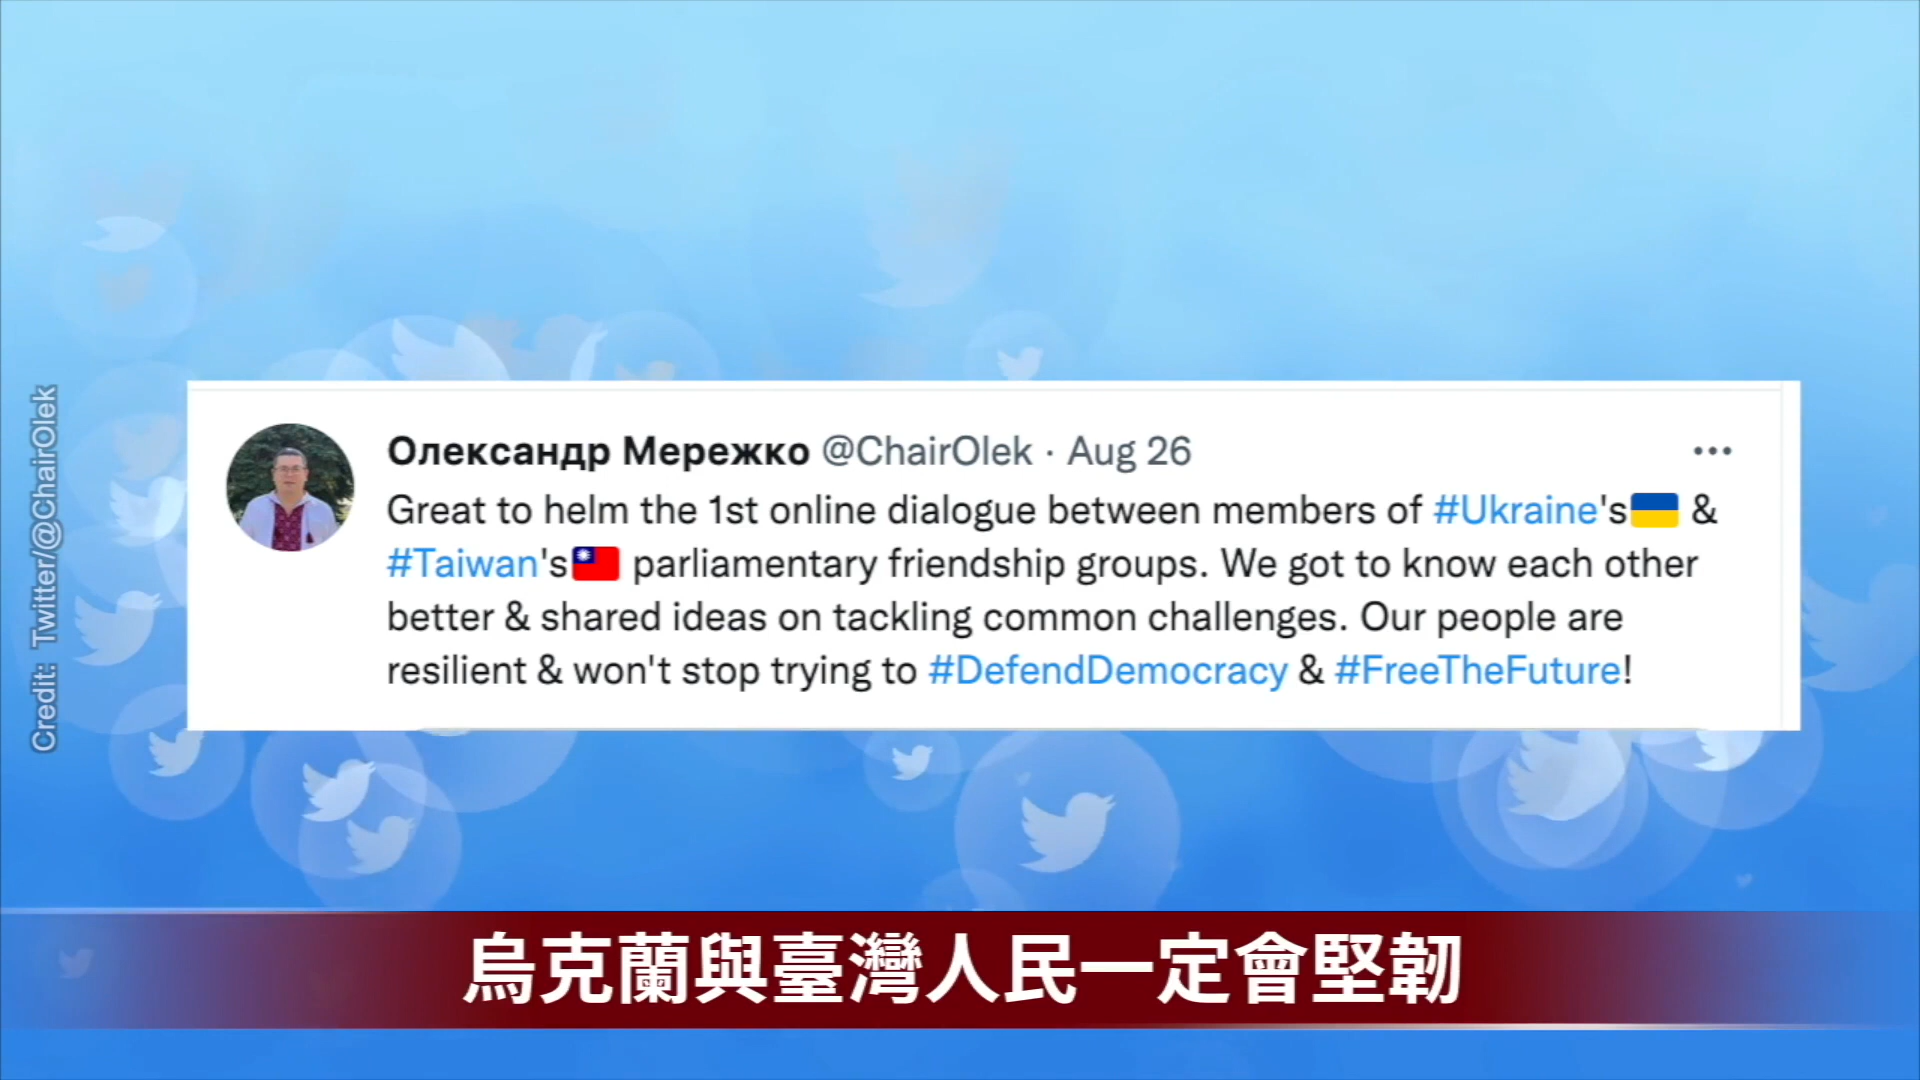 Олександр Мережко @ChairOlek · Aug 26
Great to helm the 1st online dialogue between members of #Ukraine's🇺🇦 &
#Taiwan's🇹🇼 parliamentary friendship groups. We got to know each other
better & shared ideas on tackling common challenges. Our people are
resilient & won't stop trying to #DefendDemocracy & #FreeTheFuture!
Credit: Twitter/@ChairOlek
烏克蘭與臺灣人民一定會堅韌